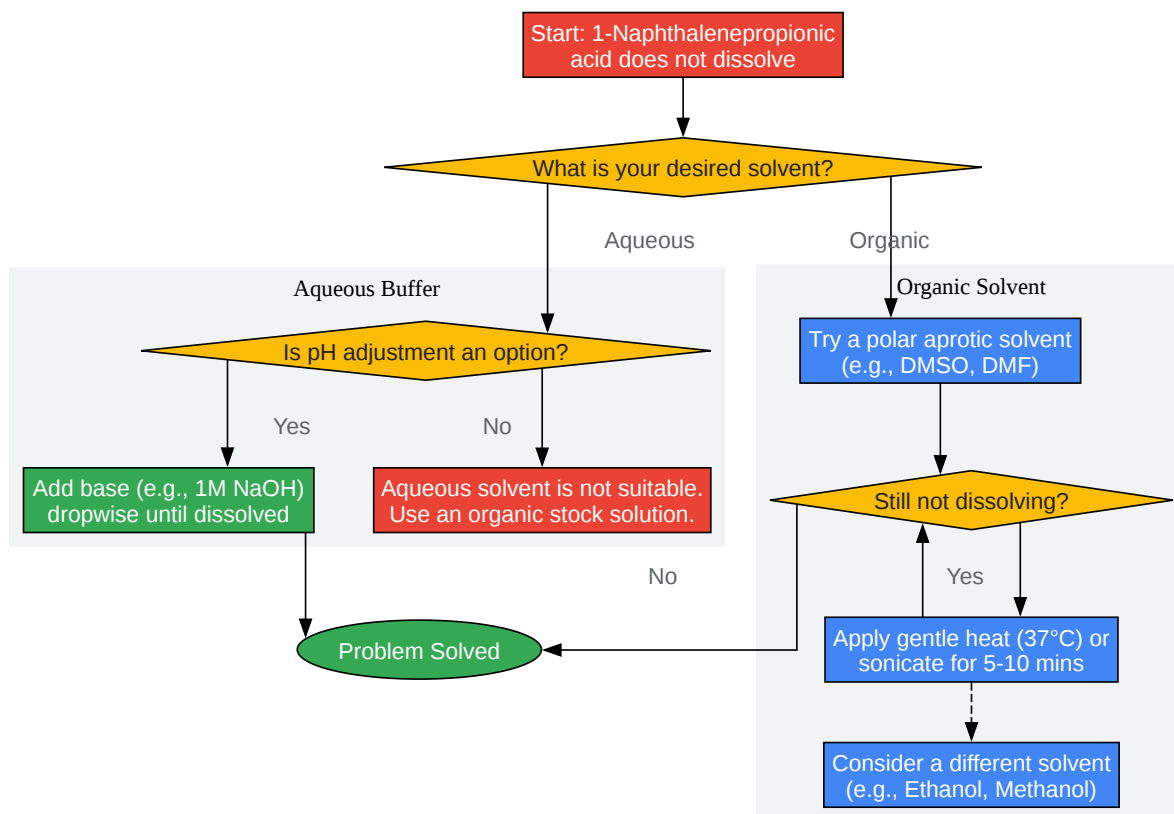 Start: 1-Naphthalenepropionic
acid does not dissolve
What is your desired solvent?
Aqueous
Organic
Aqueous Buffer
Is pH adjustment an option?
Yes
No
Add base (e.g., 1M NaOH)
dropwise until dissolved
Aqueous solvent is not suitable.
Use an organic stock solution.
Organic Solvent
Try a polar aprotic solvent
(e.g., DMSO, DMF)
Still not dissolving?
No
Yes
Problem Solved
Apply gentle heat (37°C) or
sonicate for 5-10 mins
Consider a different solvent
(e.g., Ethanol, Methanol)